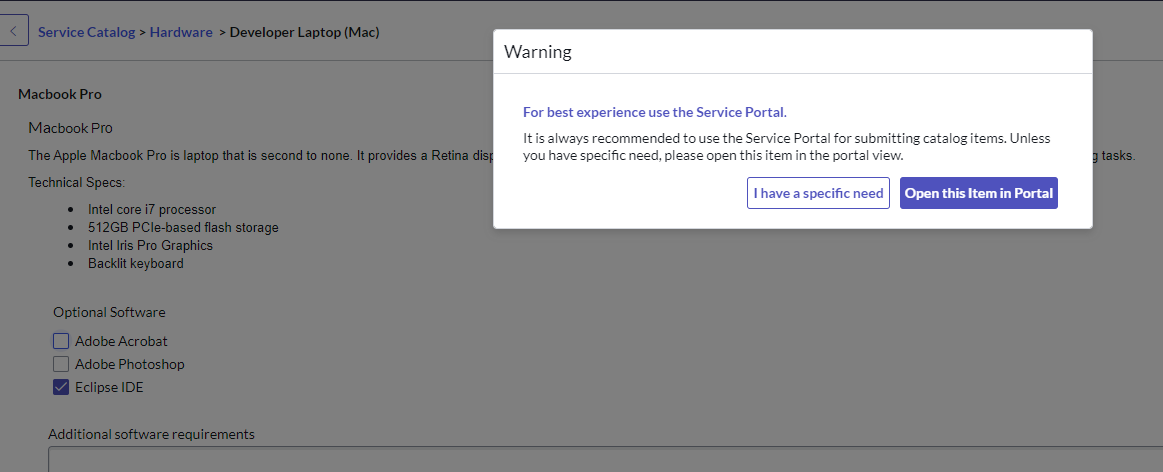 Service Catalog > Hardware > Developer Laptop (Mac)
Warning
Macbook Pro
For best experience use the Service Portal.
Macbook Pro
It is always recommended to use the Service Portal for submitting catalog items. Unless
you have specific need, please open this item in the portal view.
The Apple Macbook Pro is laptop that is second to none. It provides a Retina tasks.
Technical Specs:
I have a specific need
Open this Item in Portal
Intel core i7 processor
512GB PCIe-based flash storage
Intel Iris Pro Graphics
Backlit keyboard
Optional Software
Adobe Acrobat
Adobe Photoshop
Eclipse IDE
Additional software requirements